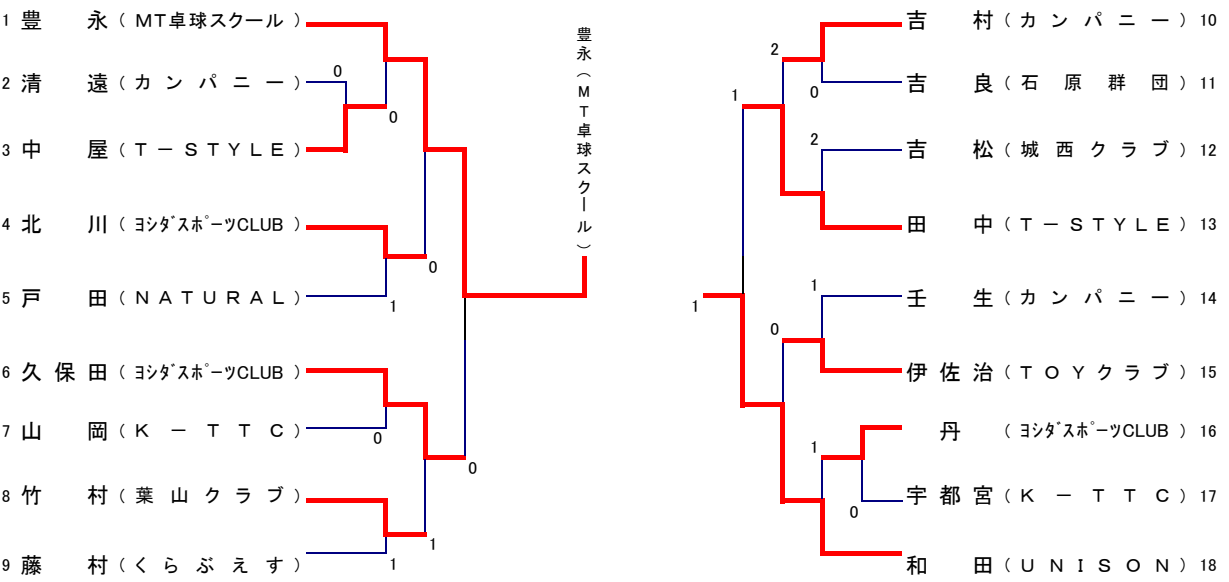 1 豊永（MT卓球スクール）
2 清遠（カンパニー）
0
3 中屋（T－STYLE）
0
4 北川（ﾖｼﾀﾞｽﾎﾟｰﾂCLUB）
0
5 戸田（NATURAL）
1
6 久保田（ﾖｼﾀﾞｽﾎﾟｰﾂCLUB）
7 山岡（K－TTC）
0
0
8 竹村（葉山クラブ）
1
9 藤村（くらぶえす）
1
豊永（MT卓球スクール）
吉村（カンパニー） 10
2
吉良（石原群団） 11
0
1
吉松（城西クラブ） 12
2
田中（T－STYLE） 13
壬生（カンパニー） 14
1
1
0
伊佐治（TOYクラブ） 15
丹（ﾖｼﾀﾞｽﾎﾟｰﾂCLUB） 16
1
宇都宮（K－TTC） 17
0
和田（UNISON） 18